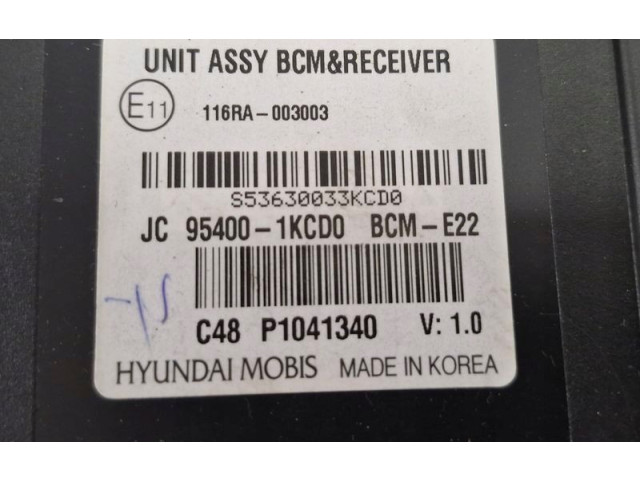 UNIT ASSY BCM&RECEIVER
E11 116RA-003003
S53630033KCD0
JC 95400-1KCD0 BCM-E22
C48 P1041340 V: 1.0
HYUNDAI MOBIS MADE IN KOREA